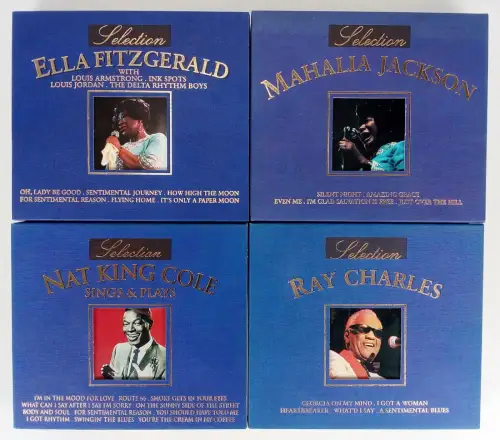 Selection
ELLA FITZGERALD
WITH
LOUIS ARMSTRONG . INK SPOTS
LOUIS JORDAN . THE DELTA RHYTHM BOYS
OH, LADY BE GOOD . SENTIMENTAL JOURNEY . HOW HIGH THE MOON
FOR SENTIMENTAL REASON . FLYING HOME . IT'S ONLY A PAPER MOON
Selection
MAHALIA JACKSON
SILENT NIGHT . AMAZING GRACE
EVEN ME . I'M GLAD SALVATION IS FREE . JUST OVER THE HILL
Selection
NAT KING COLE
SINGS & PLAYS
I'M IN THE MOOD FOR LOVE . ROUTE 66 . SMOKE GETS IN YOUR EYES
WHAT CAN I SAY AFTER I SAY I'M SORRY . ON THE SUNNY SIDE OF THE STREET
BODY AND SOUL . FOR SENTIMENTAL REASON . YOU SHOULD HAVE TOLD ME
I GOT RHYTHM . SWINGIN' THE BLUES . YOU'RE THE CREAM IN MY COFFEE
Selection
RAY CHARLES
GEORGIA ON MY MIND . I GOT A WOMAN
HEARTBREAKER . WHAT'D I SAY . A SENTIMENTAL BLUES